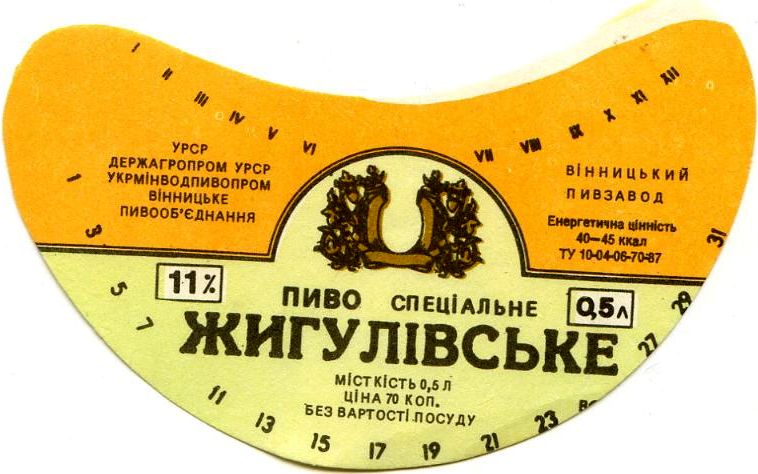 I II III IV V VI VII VIII IX X XI XII
УРСР
ДЕРЖАГРОПРОМ УРСР
УКРМІНВОДПИВОПРОМ
ВІННИЦЬКЕ
ПИВООБ'ЄДНАННЯ
ВІННИЦЬКИЙ
ПИВЗАВОД
Енергетична цінність
40—45 ккал
ТУ 10-04-06-70-87
11%
ПИВО СПЕЦІАЛЬНЕ
0,5л
ЖИГУЛІВСЬКЕ
МІСТКІСТЬ 0,5 Л
ЦІНА 70 КОП.
БЕЗ ВАРТОСТІ ПОСУДУ
1 3 5 7 11 13 15 17 19 21 23 27 29 31